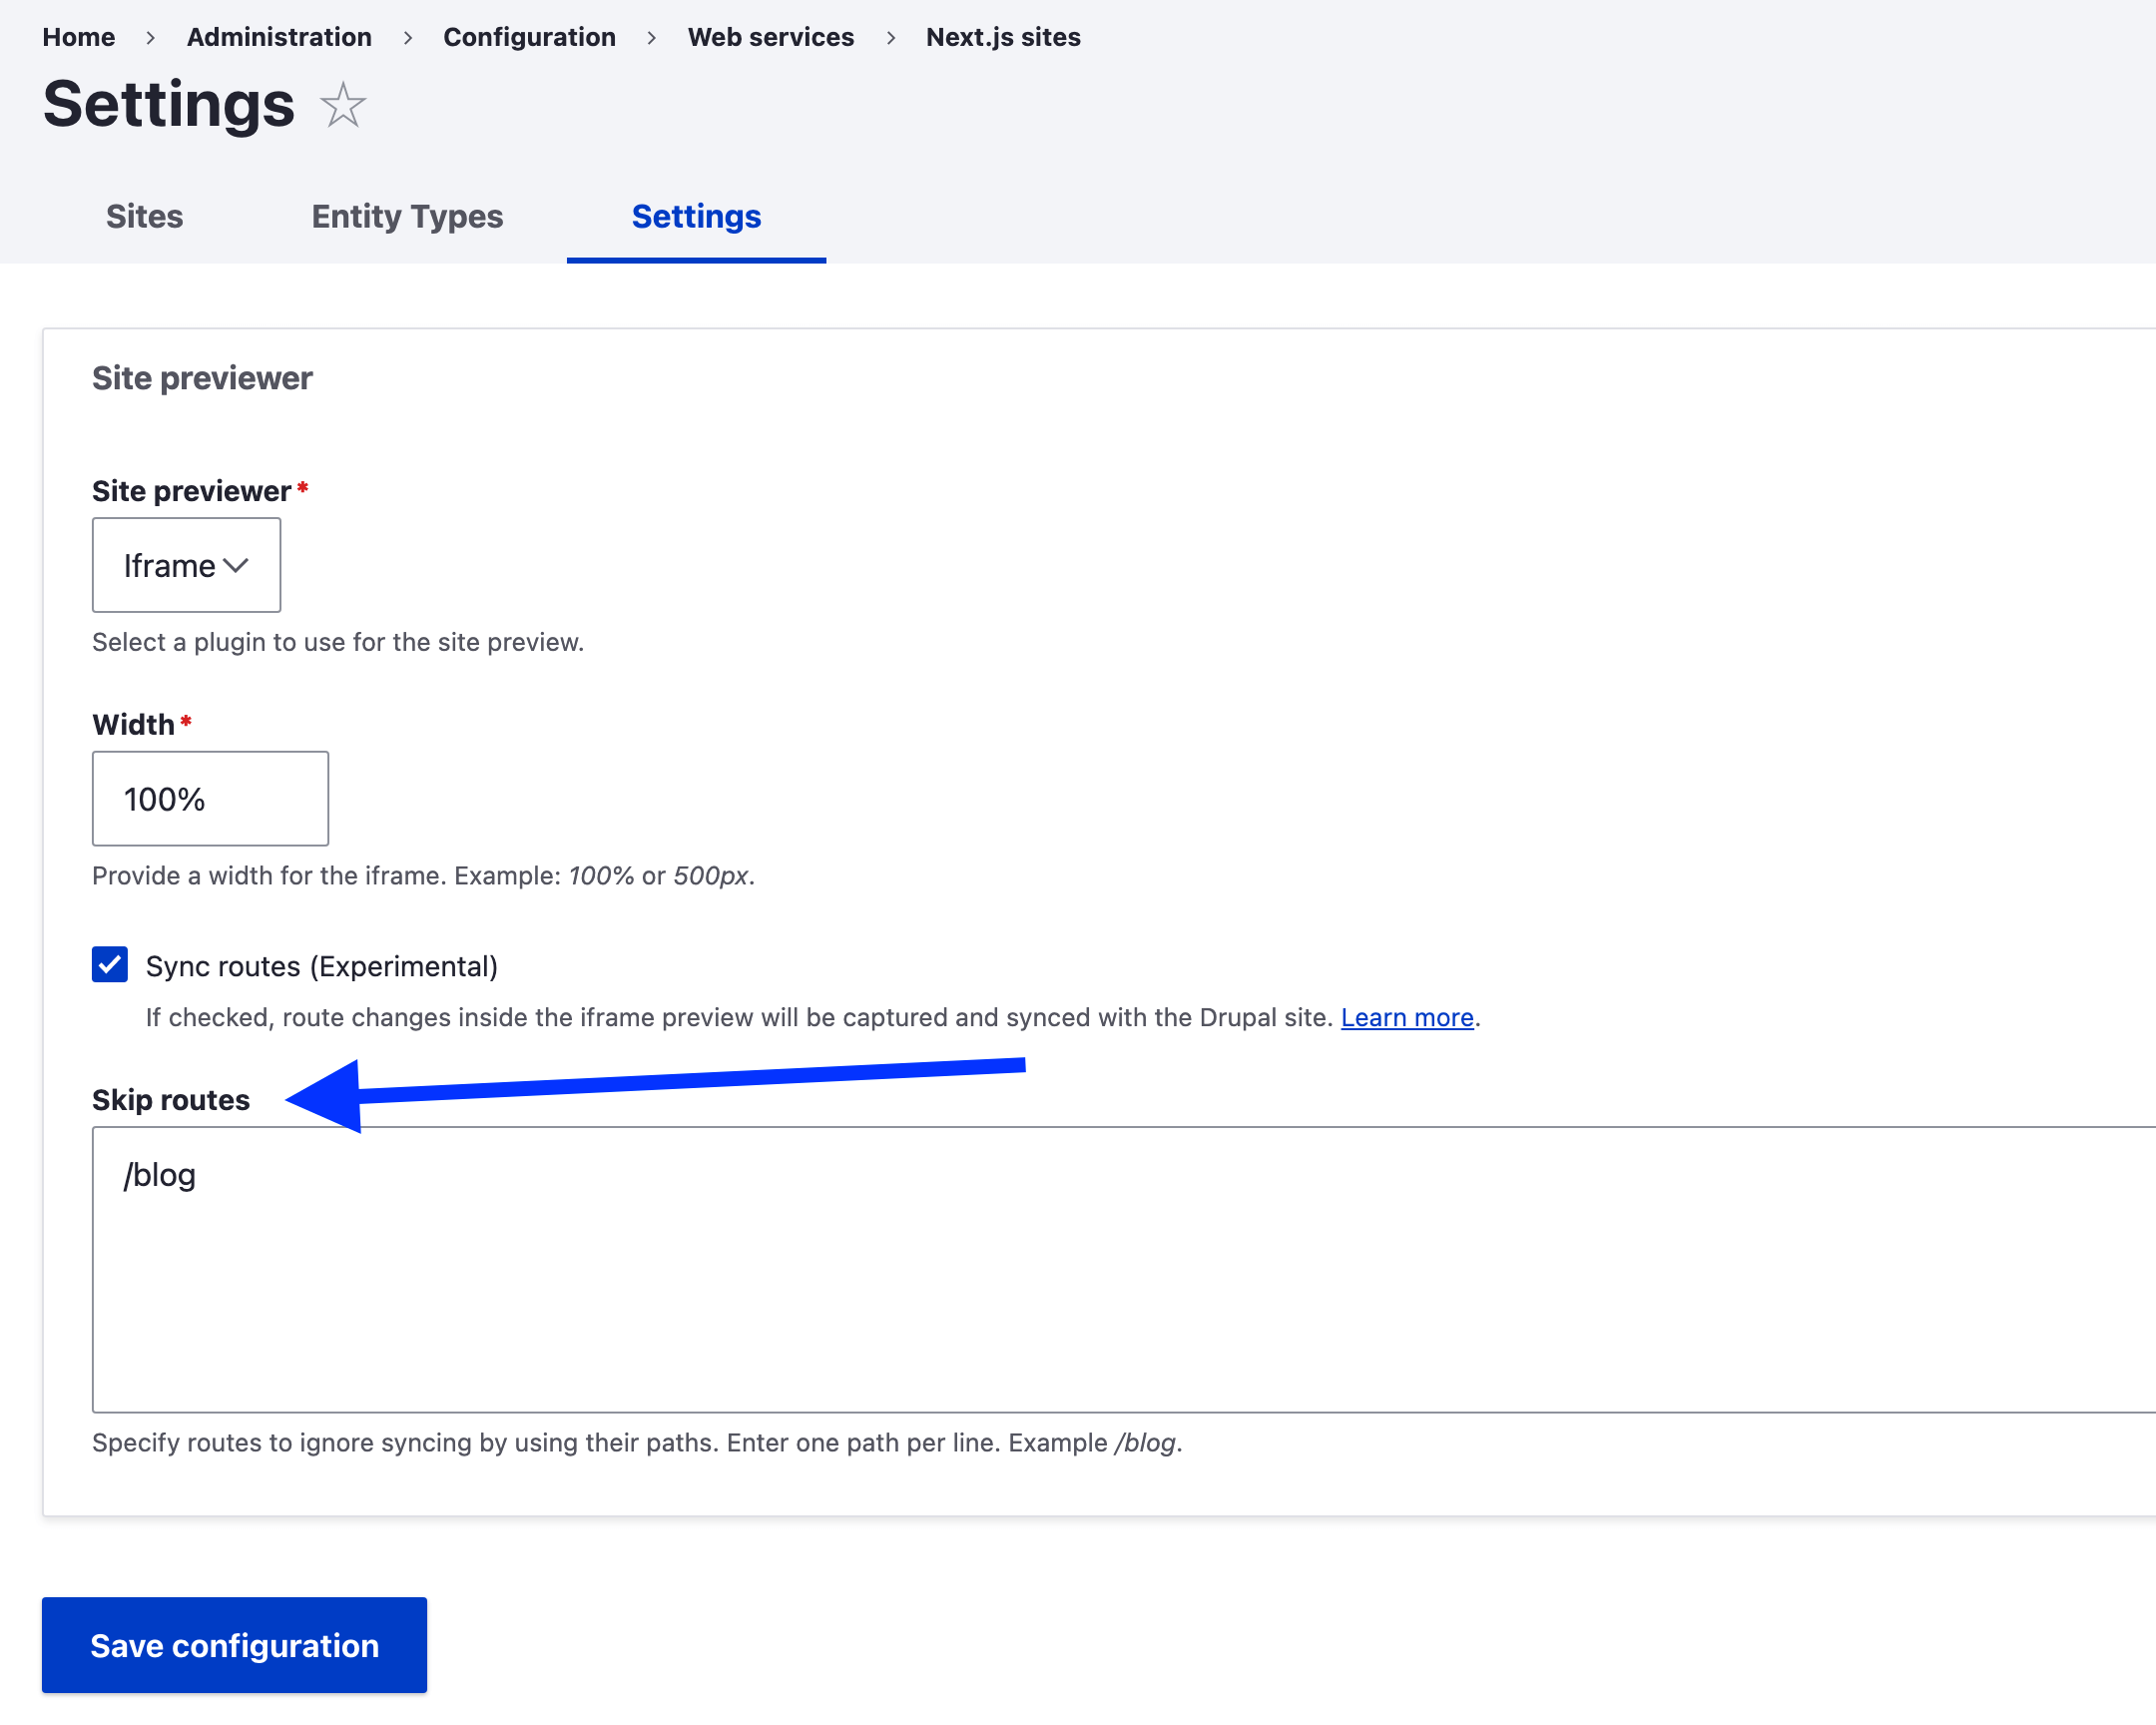 Home > Administration > Configuration > Web services > Next.js sites
Settings
Sites Entity Types Settings
Site previewer
Site previewer*
Iframe
Select a plugin to use for the site preview.
Width*
100%
Provide a width for the iframe. Example: 100% or 500px.
Sync routes (Experimental)
If checked, route changes inside the iframe preview will be captured and synced with the Drupal site. Learn more.
Skip routes
/blog
Specify routes to ignore syncing by using their paths. Enter one path per line. Example /blog.
Save configuration